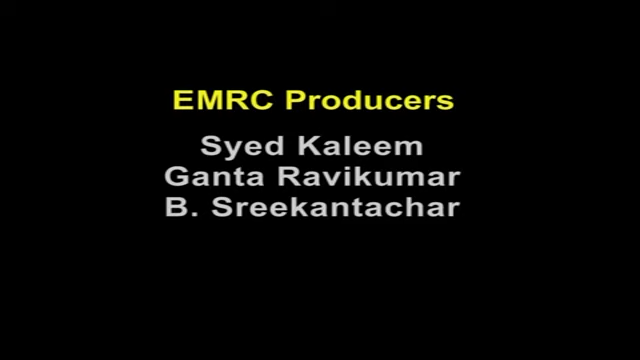 EMRC Producers
Syed Kaleem
Ganta Ravikumar
B. Sreekantachar